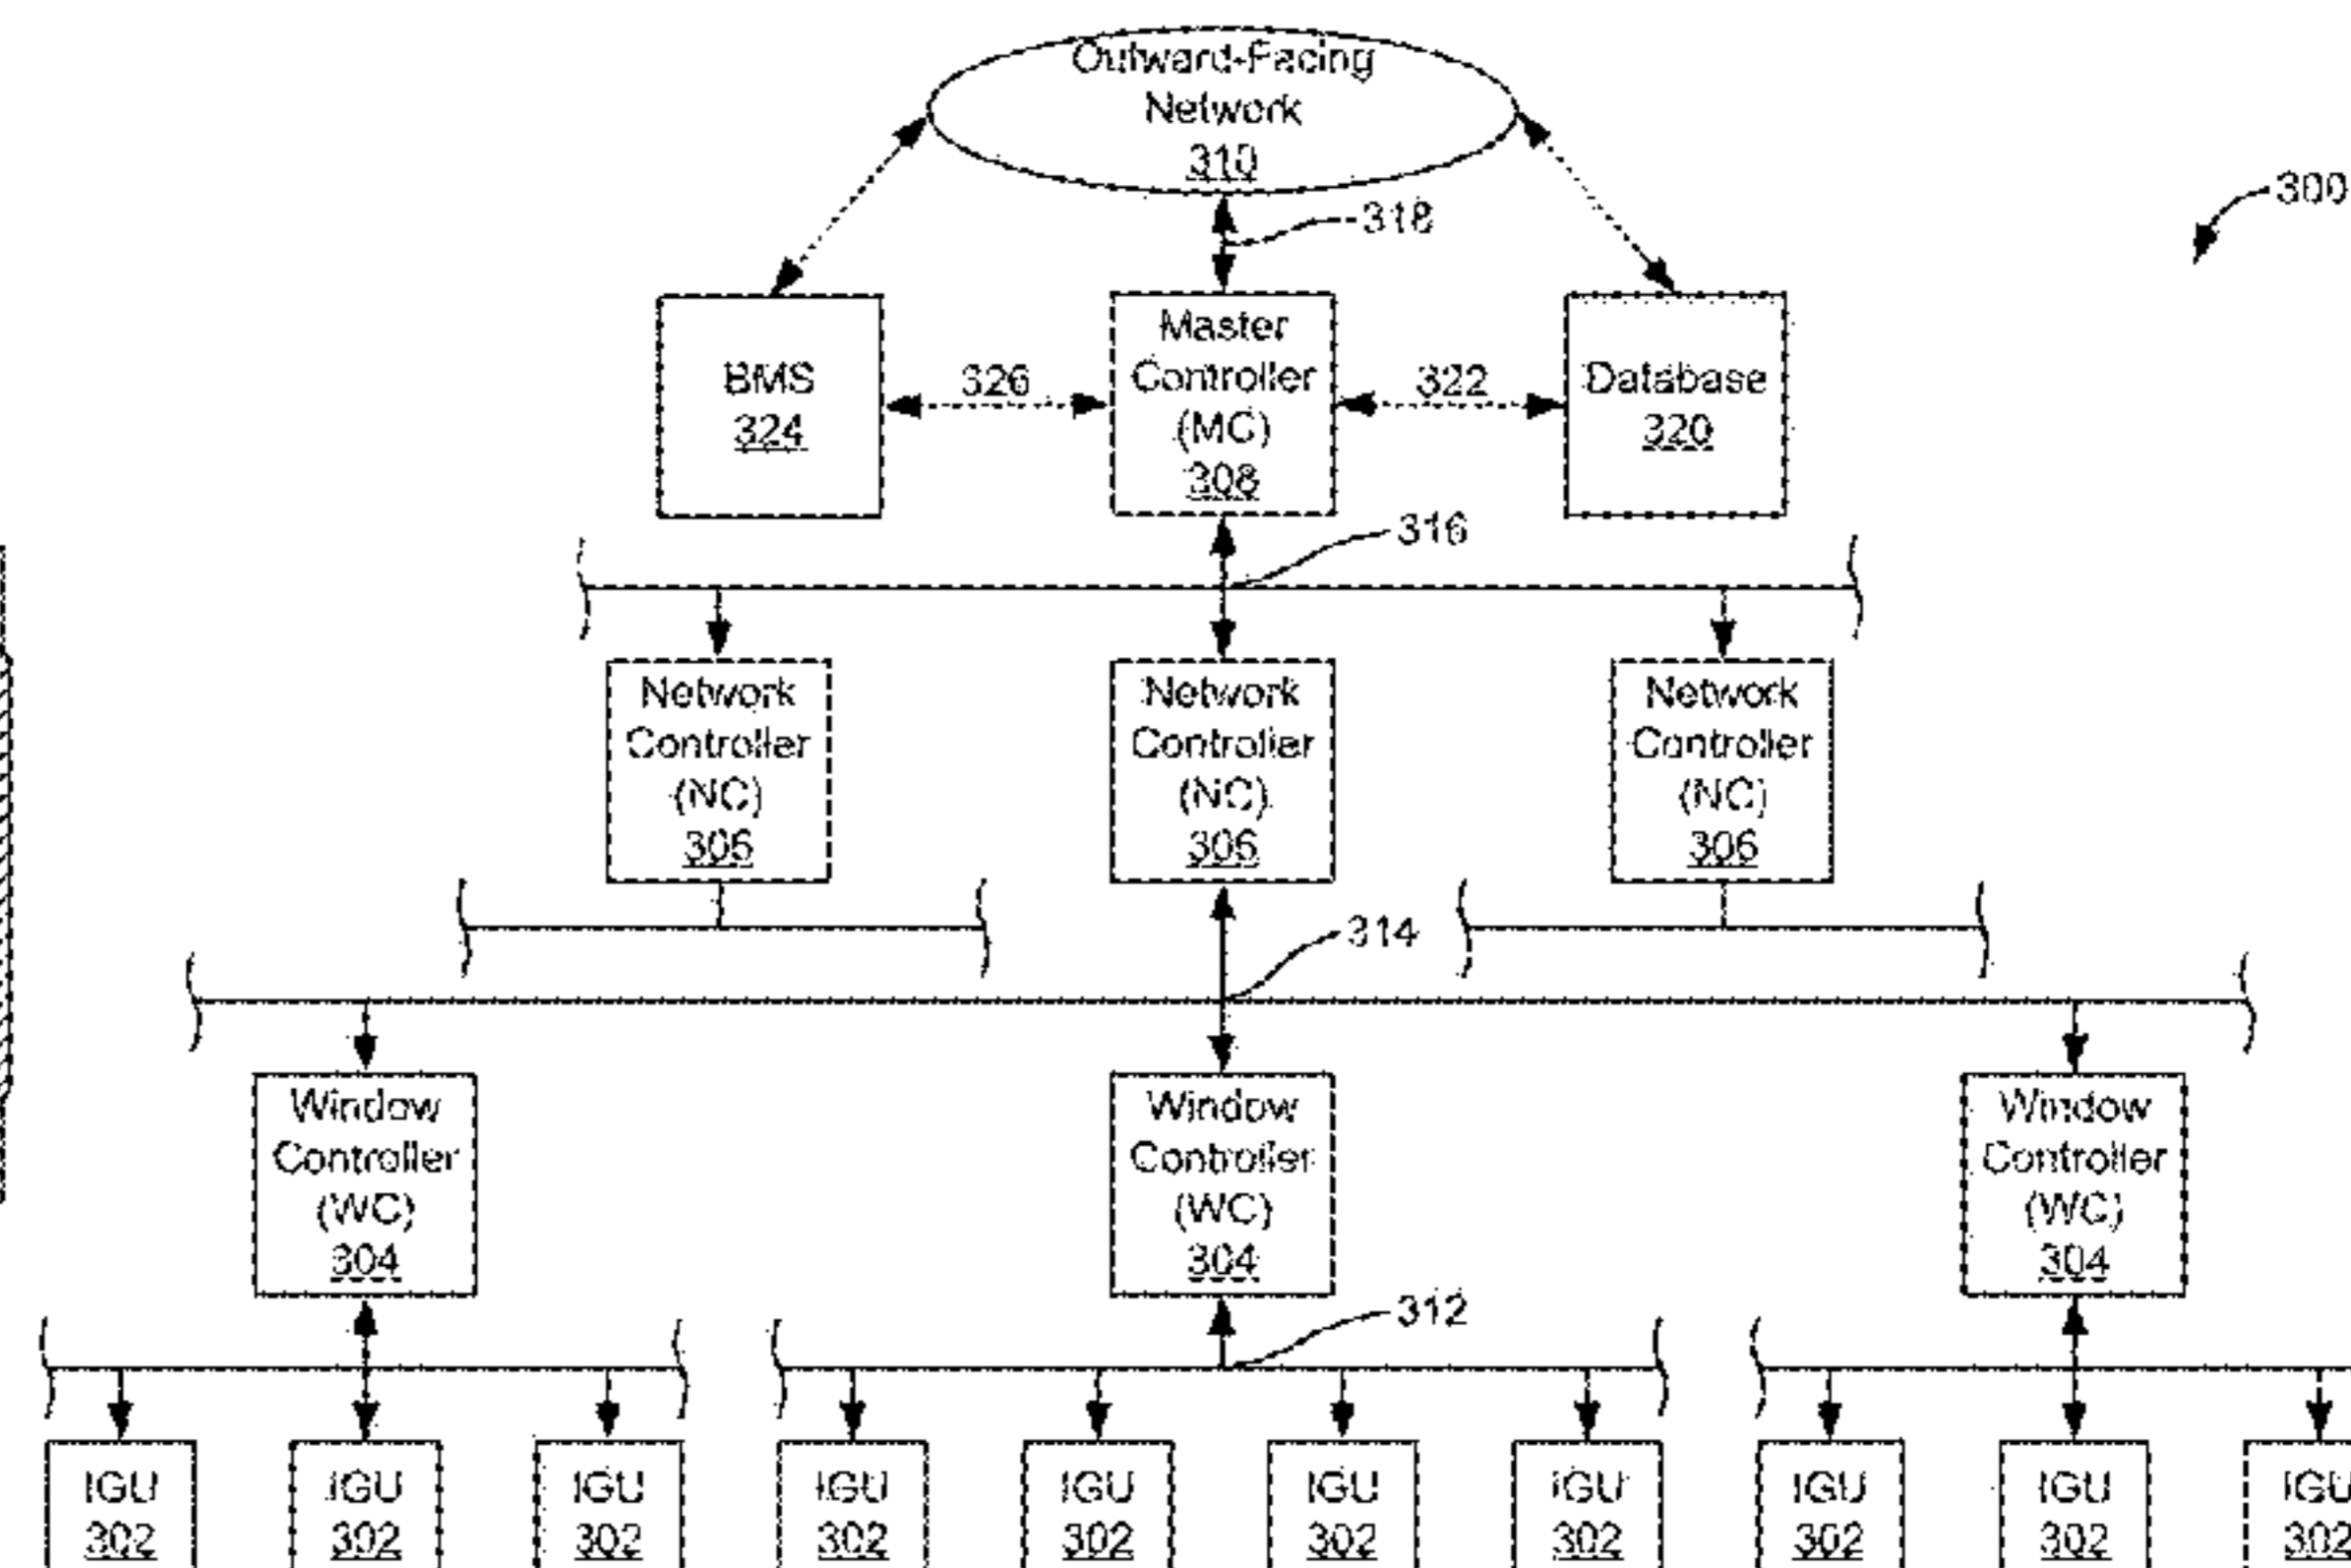 Outward-Facing
Network
310
300
318
BMS
324
326
Master
Controller
(MC)
308
322
Database
320
316
Network
Controller
(NC)
306
Network
Controller
(NC)
306
Network
Controller
(NC)
306
314
Window
Controller
(WC)
304
Window
Controller
(WC)
304
Window
Controller
(WC)
304
312
IGU
302
IGU
302
IGU
302
IGU
302
IGU
302
IGU
302
IGU
302
IGU
302
IGU
302
IGU
302